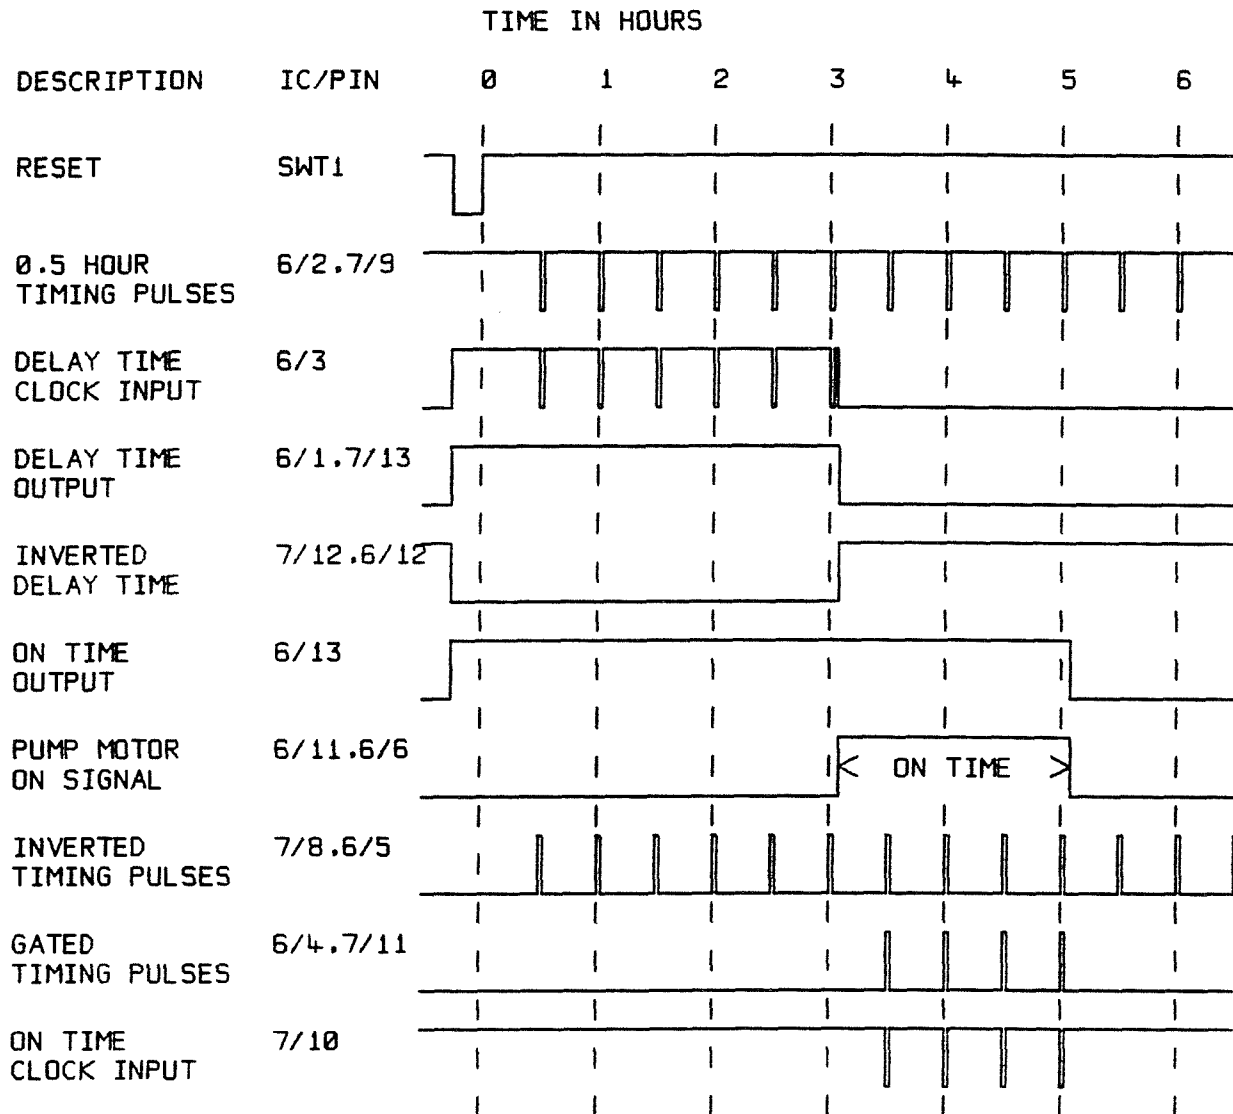 TIME IN HOURS
DESCRIPTION IC/PIN 0 1 2 3 4 5 6
RESET SWT1
0.5 HOUR 6/2.7/9
TIMING PULSES
DELAY TIME 6/3
CLOCK INPUT
DELAY TIME 6/1.7/13
OUTPUT
INVERTED 7/12.6/12
DELAY TIME
ON TIME 6/13
OUTPUT
PUMP MOTOR 6/11.6/6
ON SIGNAL < ON TIME >
INVERTED 7/8.6/5
TIMING PULSES
GATED 6/4.7/11
TIMING PULSES
ON TIME 7/10
CLOCK INPUT